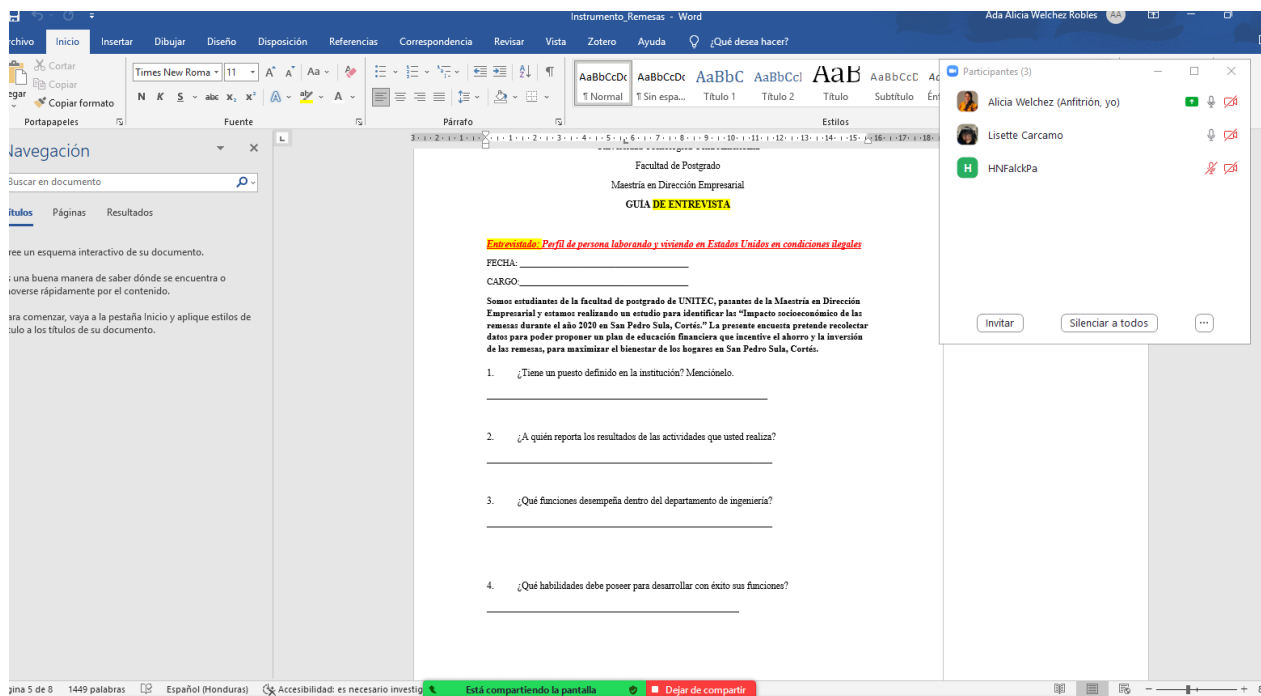 Instrumento_Remesas - Word
Ada Alicia Welchez Robles
AA
Inicio Insertar Dibujar Diseño Disposición Referencias Correspondencia Revisar Vista Zotero Ayuda ¿Qué desea hacer?
Cortar
Copiar
Copiar formato
Times New Roma 11
N K S abc x₂ x²
Portapapeles Fuente Párrafo Estilos
AaBbCcDc AaBbCcDc AaBbC AaBbCcI AaB AaBbCcD
¶ Normal ¶ Sin espa... Título 1 Título 2 Título Subtítulo
Participantes (3)
Alicia Welchez (Anfitrión, yo)
Lisette Carcamo
H HNFalckPa
Invitar Silenciar a todos ...
Páginas Resultados
Facultad de Postgrado
Maestría en Dirección Empresarial
GUÍA DE ENTREVISTA
Entrevistado: Perfil de persona laborando y viviendo en Estados Unidos en condiciones ilegales
FECHA:
CARGO:
Somos estudiantes de la facultad de postgrado de UNITEC, pasantes de la Maestría en Dirección
Empresarial y estamos realizando un estudio para identificar las “Impacto socioeconómico de las
remesas durante el año 2020 en San Pedro Sula, Cortés.” La presente encuesta pretende recolectar
datos para poder proponer un plan de educación financiera que incentive el ahorro y la inversión
de las remesas, para maximizar el bienestar de los hogares en San Pedro Sula, Cortés.
1. ¿Tiene un puesto definido en la institución? Menciónelo.
2. ¿A quién reporta los resultados de las actividades que usted realiza?
3. ¿Qué funciones desempeña dentro del departamento de ingeniería?
4. ¿Qué habilidades debe poseer para desarrollar con éxito sus funciones?
en documento
un esquema interactivo de su documento.
una buena manera de saber dónde se encuentra o
rápidamente por el contenido.
comenzar, vaya a la pestaña Inicio y aplique estilos de
a los títulos de su documento.
5 de 8 1449 palabras Español (Honduras) Accesibilidad: es necesario
Está compartiendo la pantalla Dejar de compartir